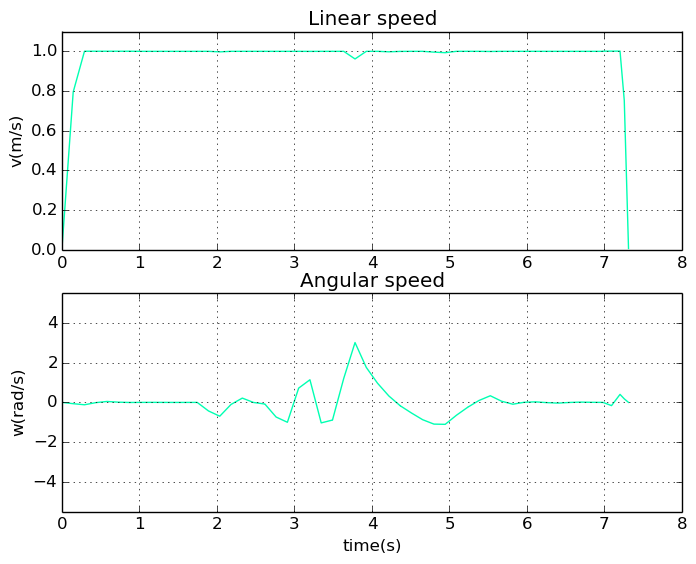 Linear speed
v(m/s)
1.0
0.8
0.6
0.4
0.2
0.0
0 1 2 3 4 5 6 7 8
Angular speed
w(rad/s)
4
2
0
−2
−4
0 1 2 3 4 5 6 7 8
time(s)